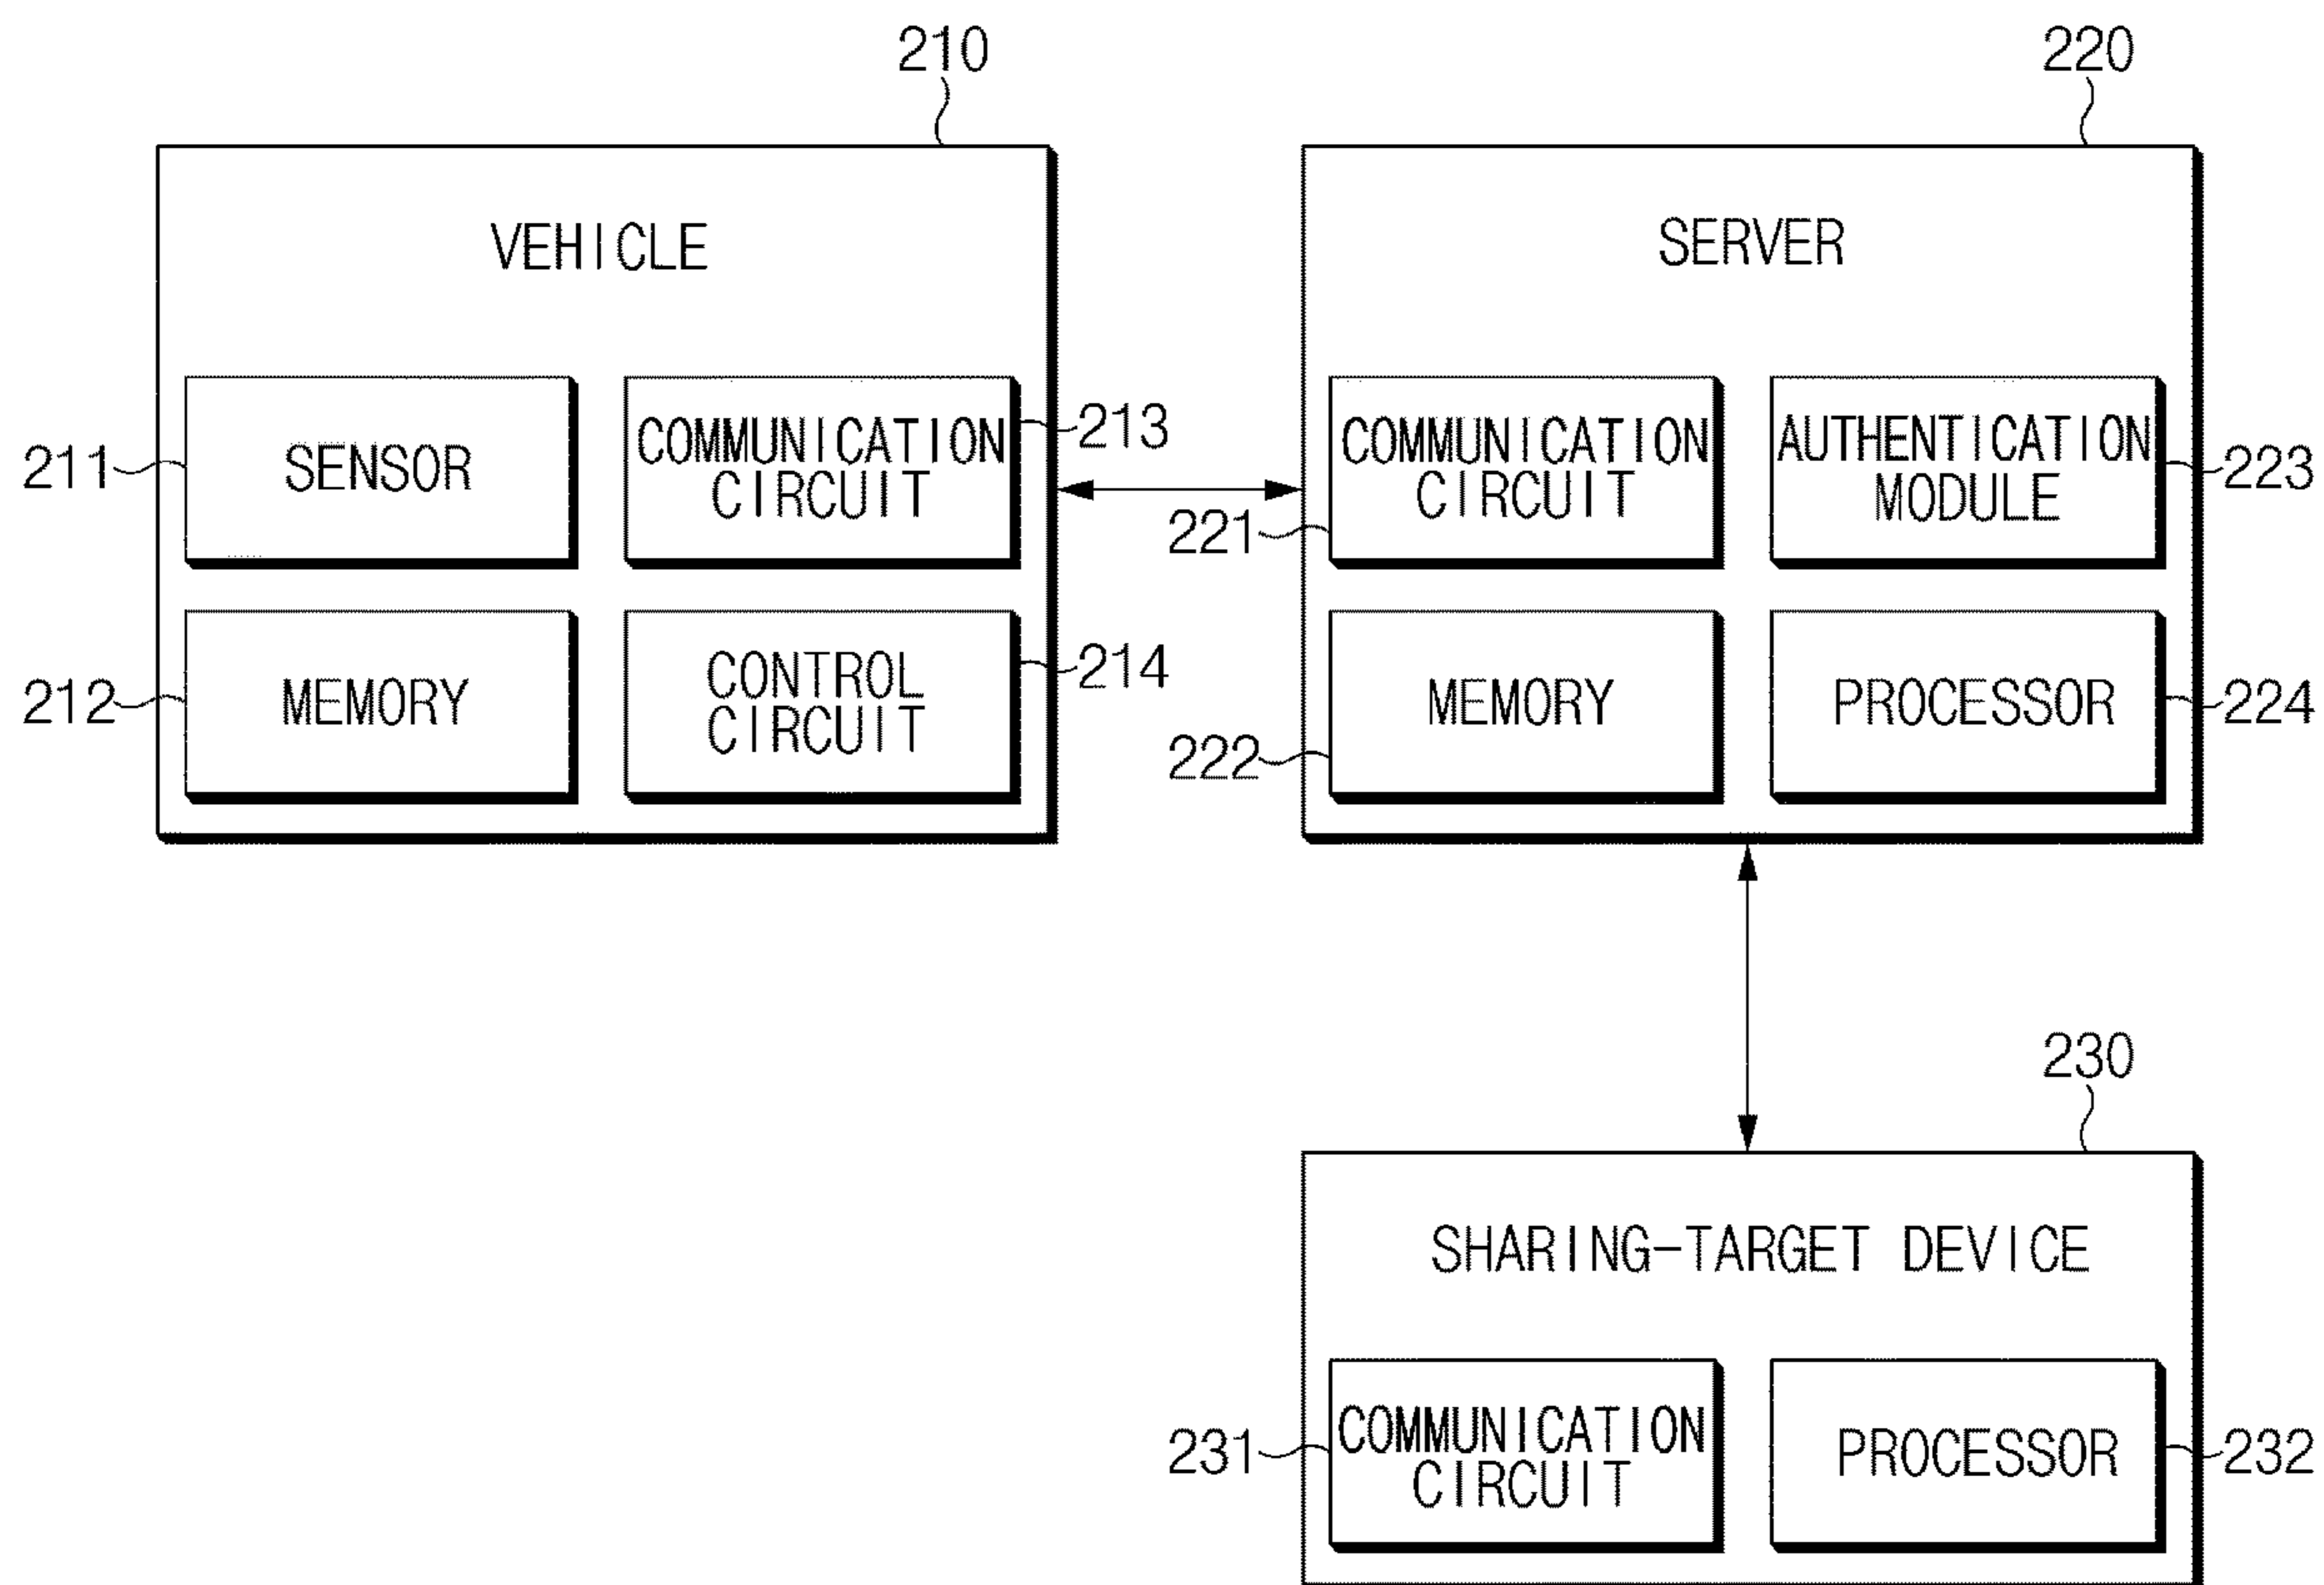 210
220
VEHICLE
SERVER
211
SENSOR
COMMUNICATION
CIRCUIT
213
221
COMMUNICATION
CIRCUIT
AUTHENTICATION
MODULE
223
212
MEMORY
CONTROL
CIRCUIT
214
222
MEMORY
PROCESSOR
224
230
SHARING-TARGET DEVICE
231
COMMUNICATION
CIRCUIT
PROCESSOR
232